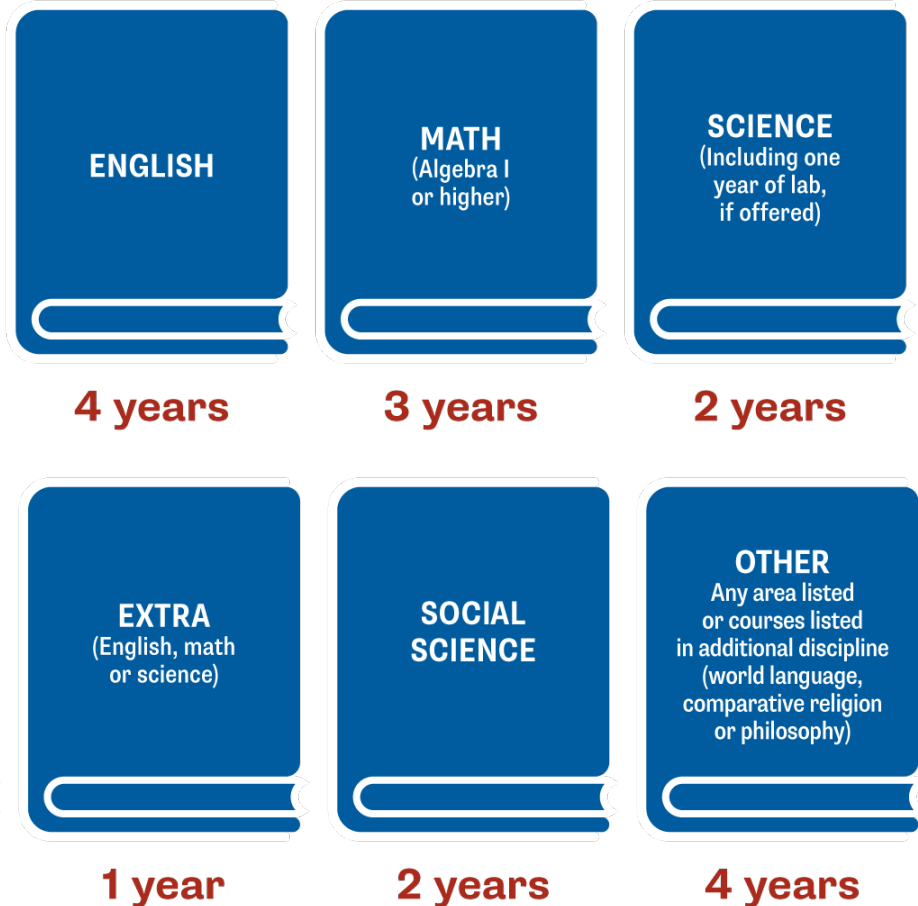 ENGLISH
4 years
MATH
(Algebra I
or higher)
3 years
SCIENCE
(Including one
year of lab,
if offered)
2 years
EXTRA
(English, math
or science)
1 year
SOCIAL
SCIENCE
2 years
OTHER
Any area listed
or courses listed
in additional discipline
(world language,
comparative religion
or philosophy)
4 years